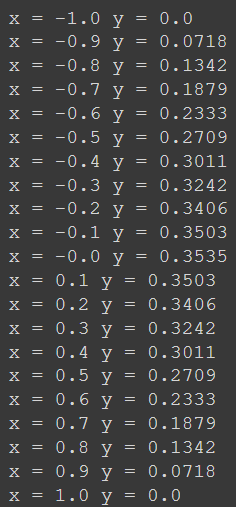 x = -1.0 y = 0.0
x = -0.9 y = 0.0718
x = -0.8 y = 0.1342
x = -0.7 y = 0.1879
x = -0.6 y = 0.2333
x = -0.5 y = 0.2709
x = -0.4 y = 0.3011
x = -0.3 y = 0.3242
x = -0.2 y = 0.3406
x = -0.1 y = 0.3503
x = -0.0 y = 0.3535
x = 0.1 y = 0.3503
x = 0.2 y = 0.3406
x = 0.3 y = 0.3242
x = 0.4 y = 0.3011
x = 0.5 y = 0.2709
x = 0.6 y = 0.2333
x = 0.7 y = 0.1879
x = 0.8 y = 0.1342
x = 0.9 y = 0.0718
x = 1.0 y = 0.0